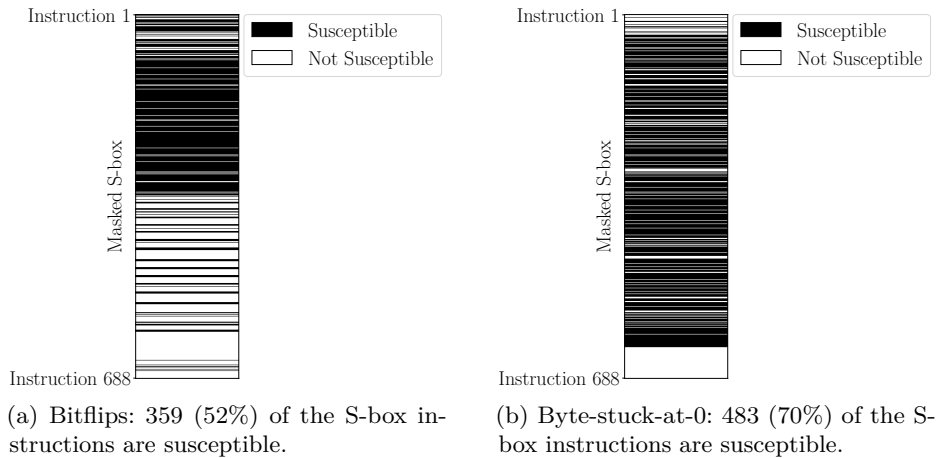 Instruction 1
Susceptible
Not Susceptible
Masked S-box
Instruction 688
(a) Bitflips: 359 (52%) of the S-box in-
structions are susceptible.
Instruction 1
Susceptible
Not Susceptible
Masked S-box
Instruction 688
(b) Byte-stuck-at-0: 483 (70%) of the S-
box instructions are susceptible.